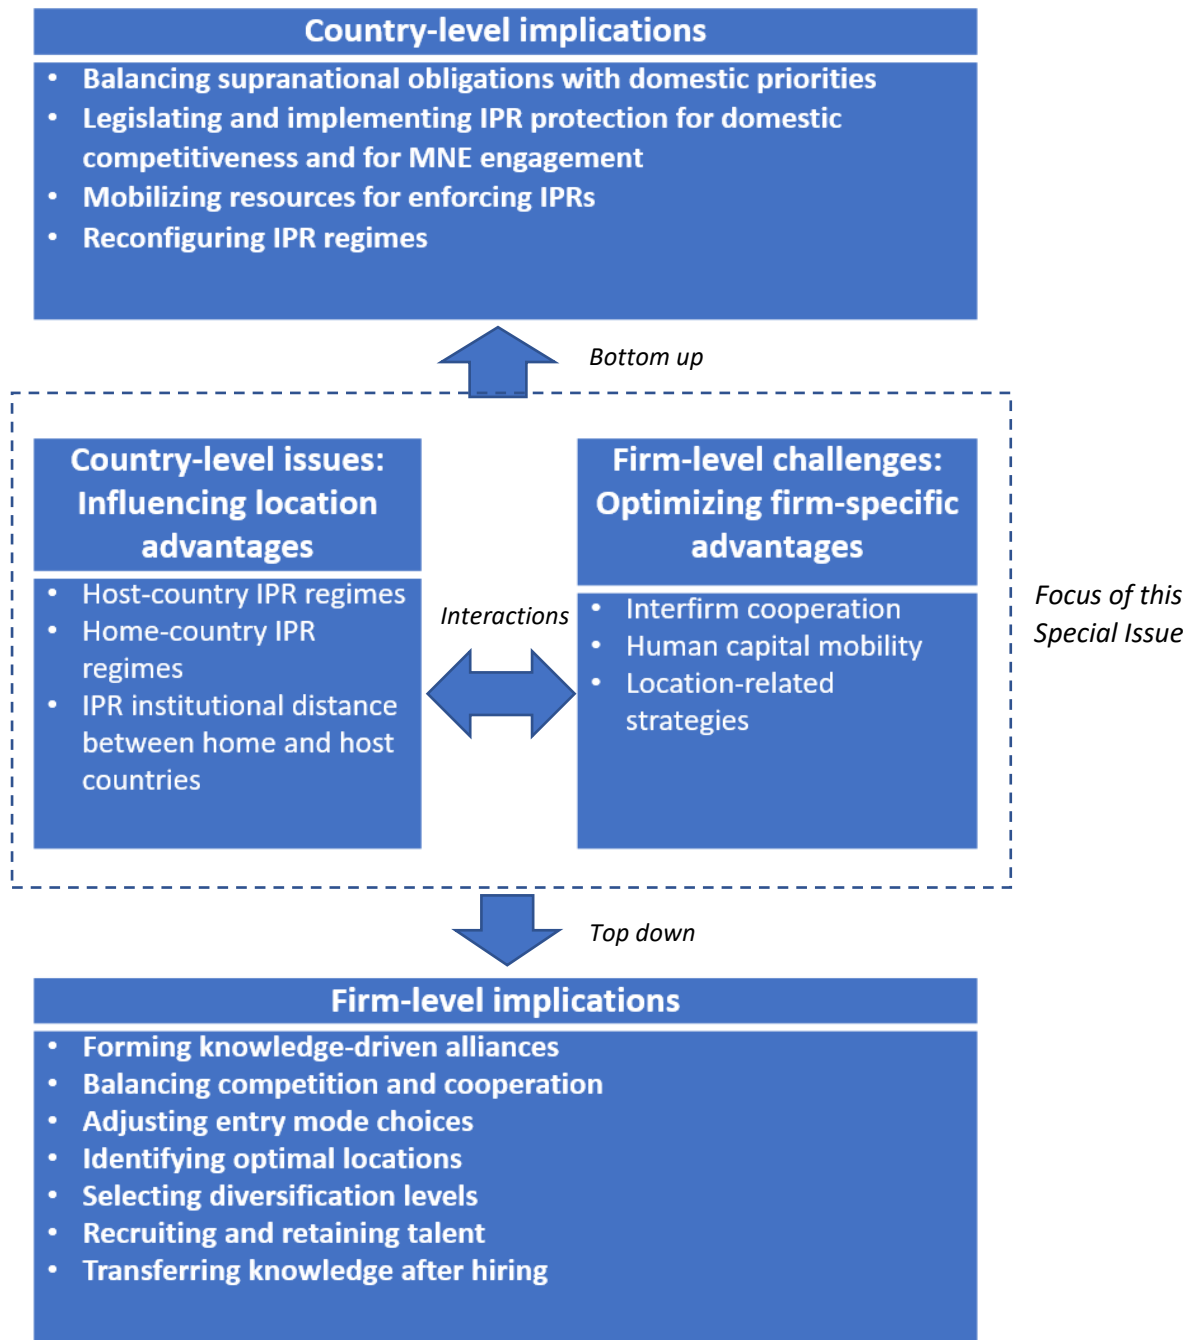 Country-level implications
• Balancing supranational obligations with domestic priorities
• Legislating and implementing IPR protection for domestic
competitiveness and for MNE engagement
• Mobilizing resources for enforcing IPRs
• Reconfiguring IPR regimes
Bottom up
Country-level issues:
Influencing location
advantages
• Host-country IPR regimes
• Home-country IPR
regimes
• IPR institutional distance
between home and host
countries
Interactions
Firm-level challenges:
Optimizing firm-specific
advantages
• Interfirm cooperation
• Human capital mobility
• Location-related
strategies
Focus of this
Special Issue
Top down
Firm-level implications
• Forming knowledge-driven alliances
• Balancing competition and cooperation
• Adjusting entry mode choices
• Identifying optimal locations
• Selecting diversification levels
• Recruiting and retaining talent
• Transferring knowledge after hiring